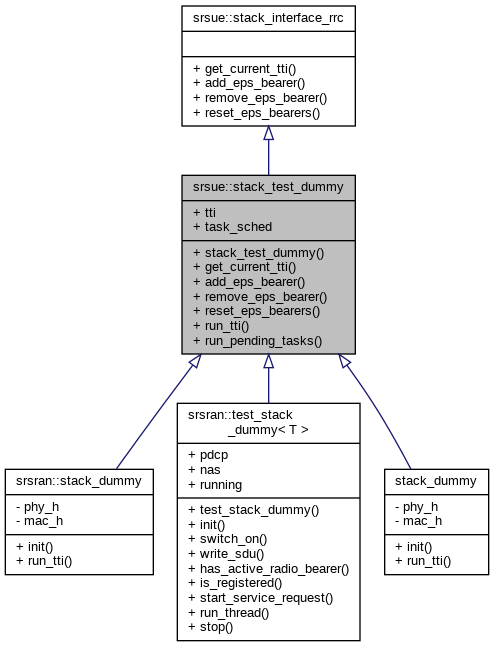 srsue::stack_interface_rrc
+ get_current_tti()
+ add_eps_bearer()
+ remove_eps_bearer()
+ reset_eps_bearers()
srsue::stack_test_dummy
+ tti
+ task_sched
+ stack_test_dummy()
+ get_current_tti()
+ add_eps_bearer()
+ remove_eps_bearer()
+ reset_eps_bearers()
+ run_tti()
+ run_pending_tasks()
srsran::stack_dummy
- phy_h
- mac_h
+ init()
+ run_tti()
srsran::test_stack
_dummy< T >
+ pdcp
+ nas
+ running
+ test_stack_dummy()
+ init()
+ switch_on()
+ write_sdu()
+ has_active_radio_bearer()
+ is_registered()
+ start_service_request()
+ run_thread()
+ stop()
stack_dummy
- phy_h
- mac_h
+ init()
+ run_tti()